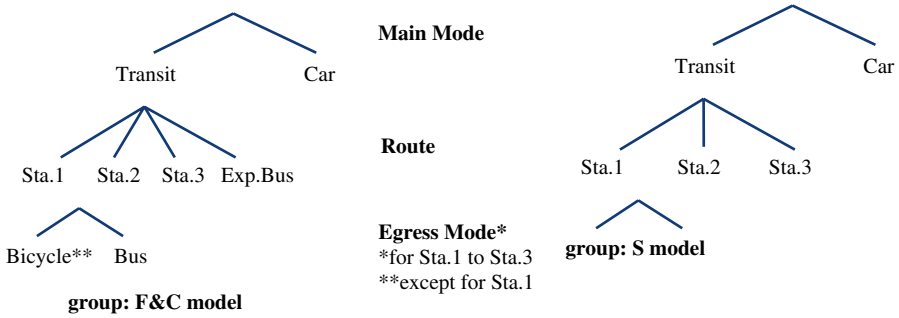 Main Mode
Transit Car
Transit Car
Route
Sta.1 Sta.2 Sta.3 Exp.Bus
Sta.1 Sta.2 Sta.3
Egress Mode*
*for Sta.1 to Sta.3
**except for Sta.1
Bicycle** Bus
group: S model
group: F&C model